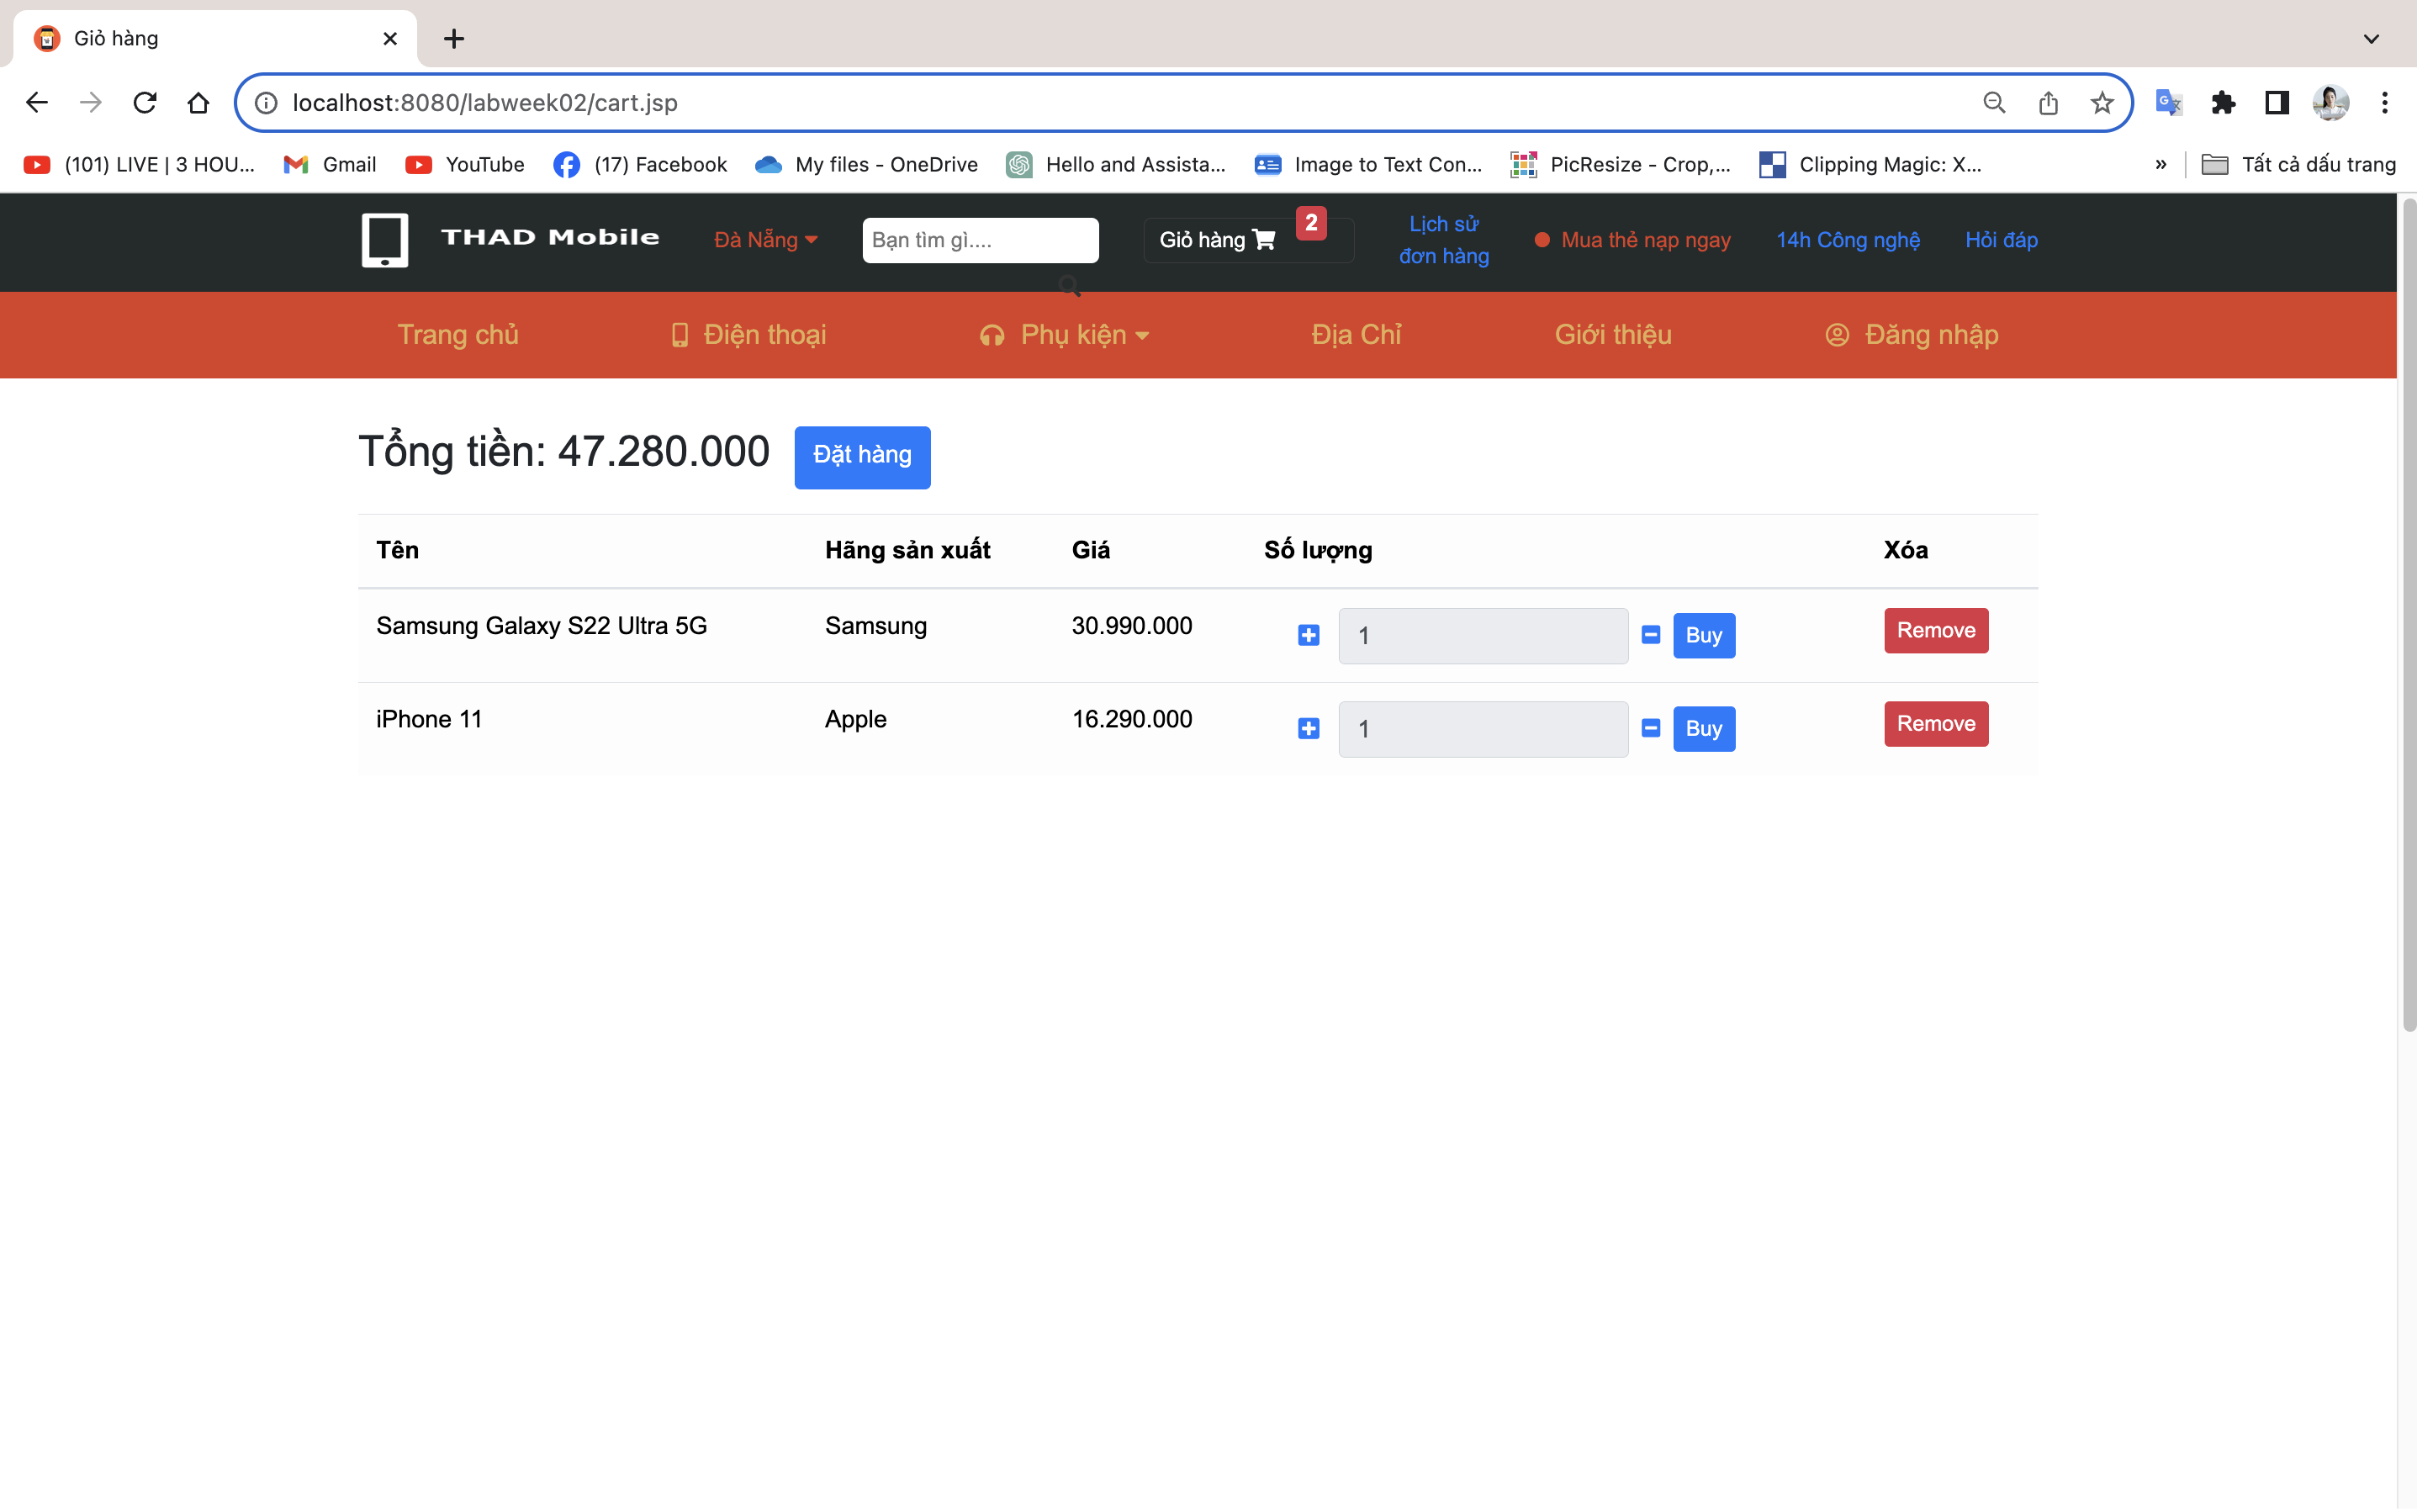 Giỏ hàng
localhost:8080/labweek02/cart.jsp
(101) LIVE | 3 HOU... Gmail YouTube (17) Facebook My files - OneDrive Hello and Assista... Image to Text Con... PicResize - Crop,... Clipping Magic: X... » Tất cả dấu trang
THAD Mobile Đà Nẵng Bạn tìm gì.... Giỏ hàng 2 Lịch sử đơn hàng Mua thẻ nạp ngay 14h Công nghệ Hỏi đáp
Trang chủ Điện thoại Phụ kiện Địa Chỉ Giới thiệu Đăng nhập
Tổng tiền: 47.280.000 Đặt hàng
Tên Hãng sản xuất Giá Số lượng Xóa
Samsung Galaxy S22 Ultra 5G Samsung 30.990.000 1 Buy Remove
iPhone 11 Apple 16.290.000 1 Buy Remove